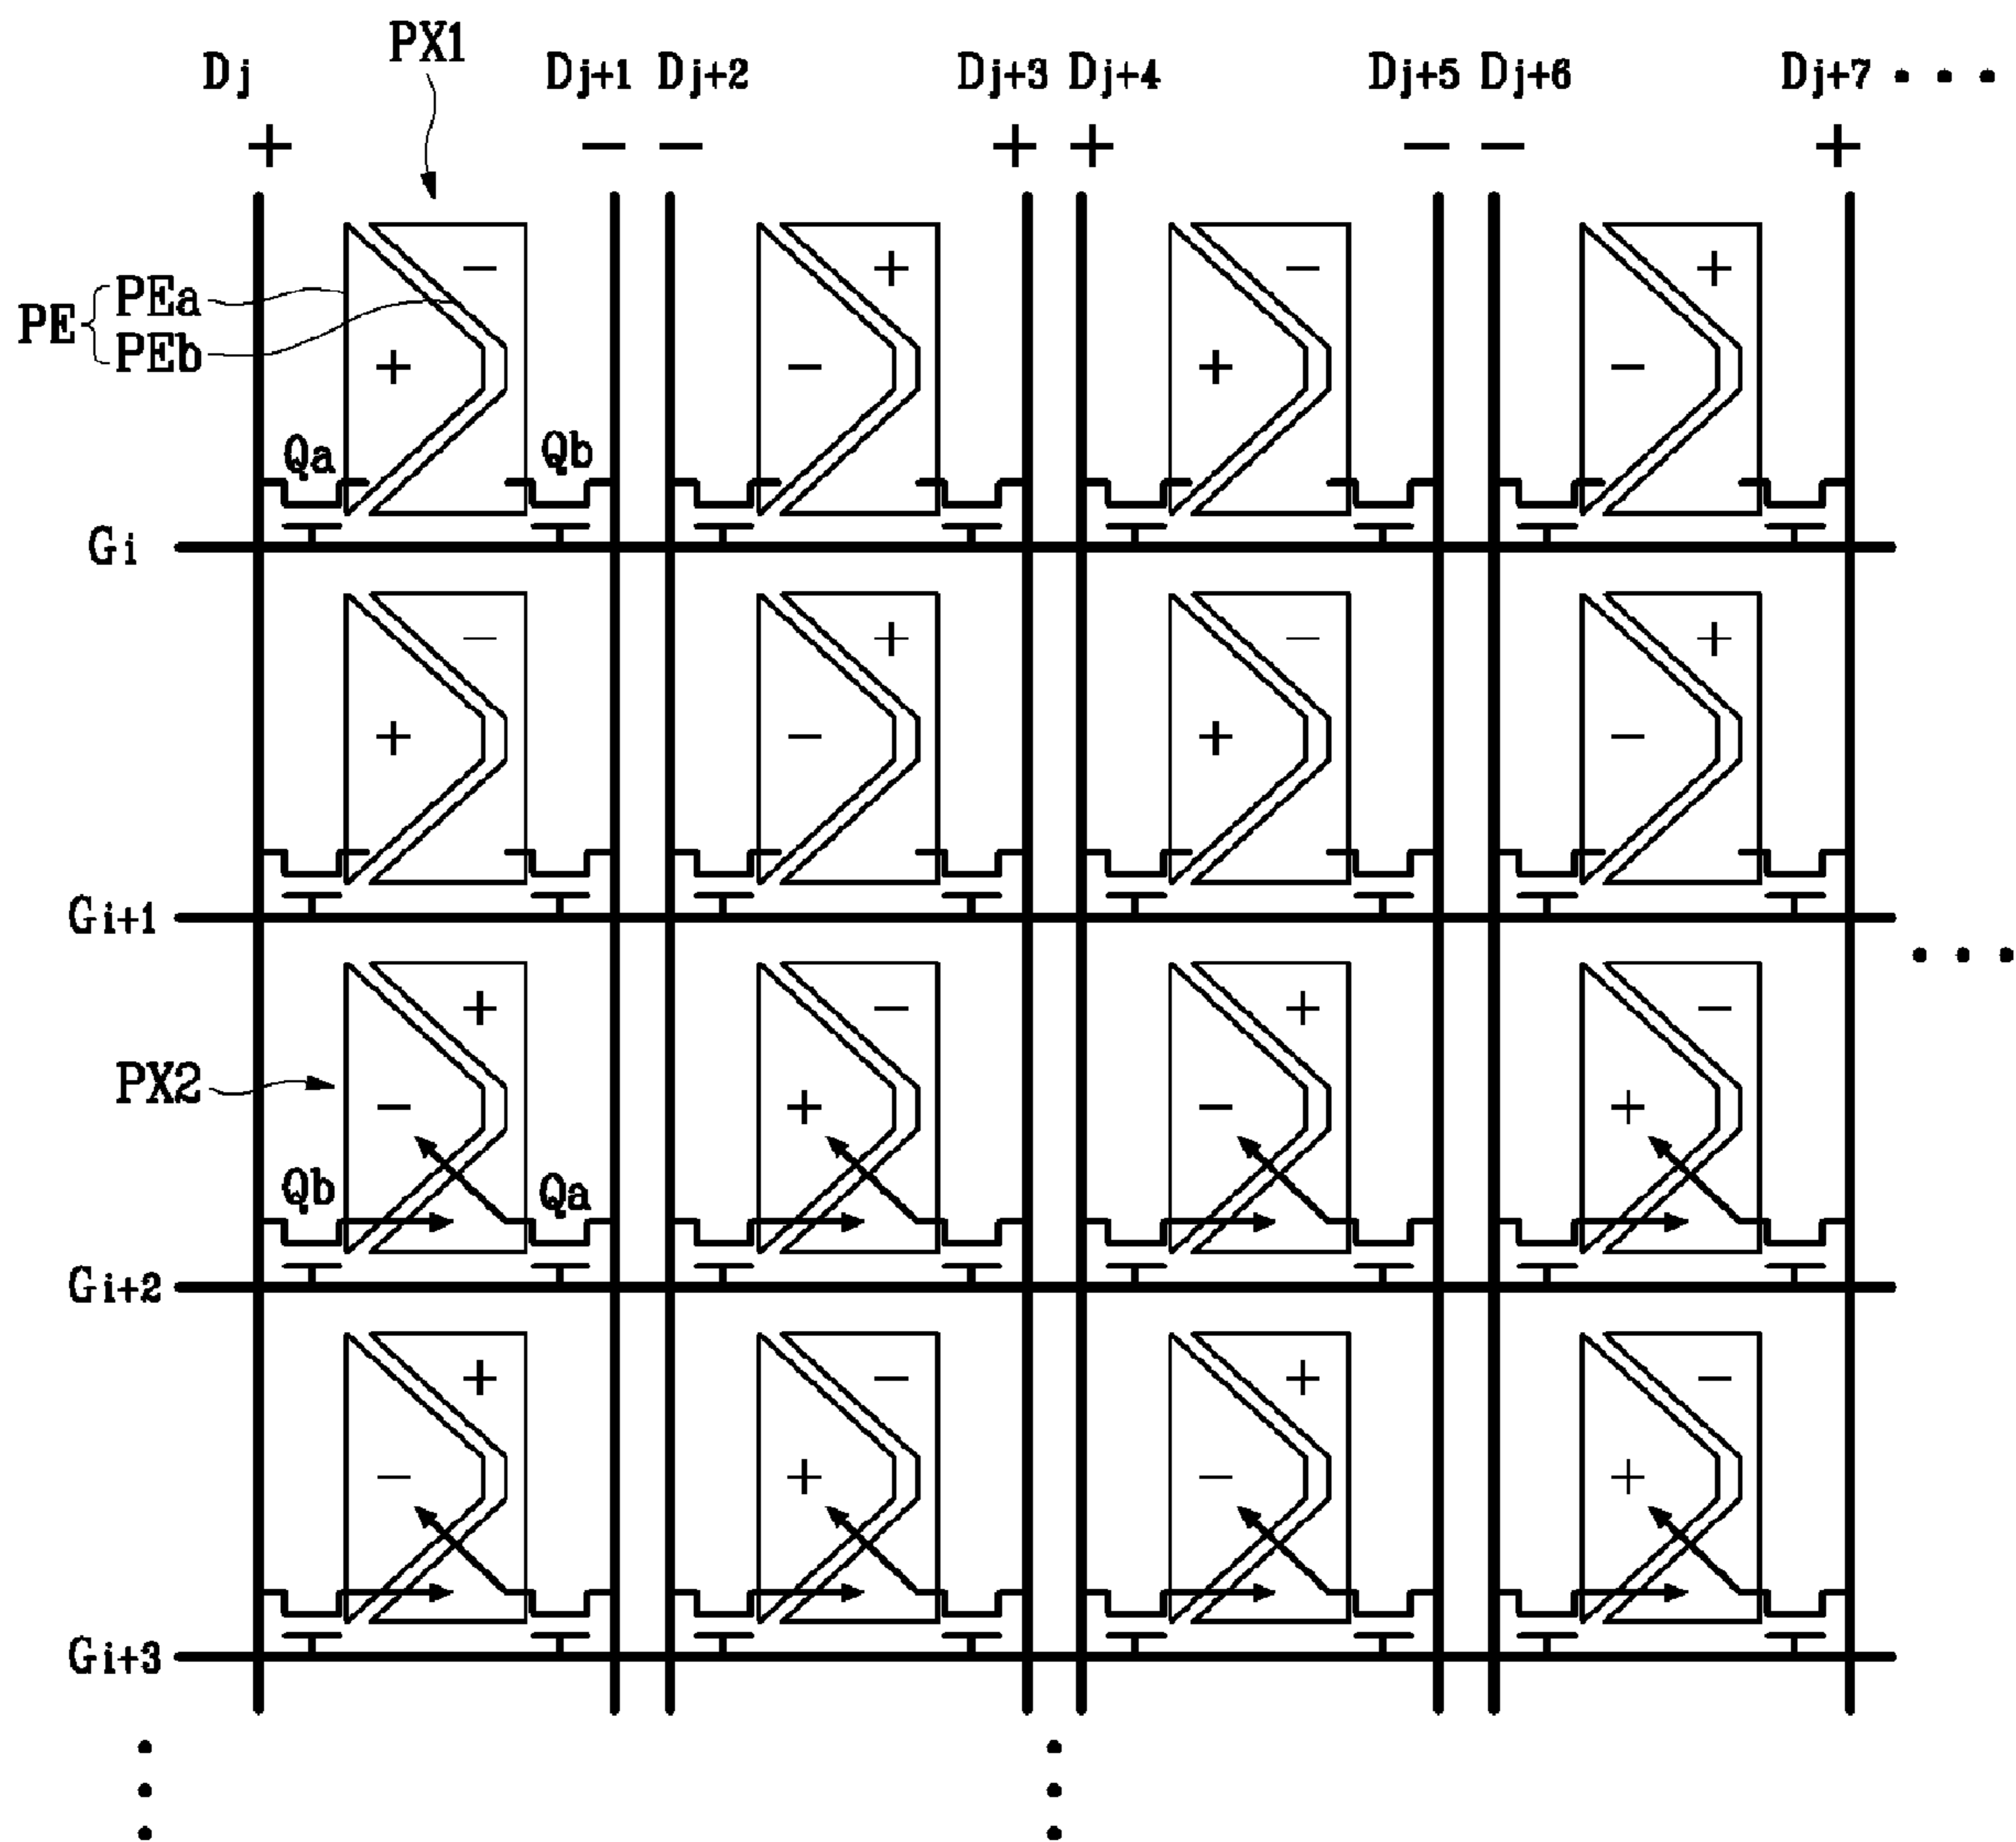 PX1
Dj Dj+1 Dj+2 Dj+3 Dj+4 Dj+5 Dj+6 Dj+7 · · ·
+ − − + + − − +
− + − +
PE { PEa
PEb
+ − + −
Qa Qb
Gi
− + − +
+ − + −
Gi+1
· · ·
+ − + −
PX2
− + − +
Qb Qa
Gi+2
+ − + −
− + − +
Gi+3